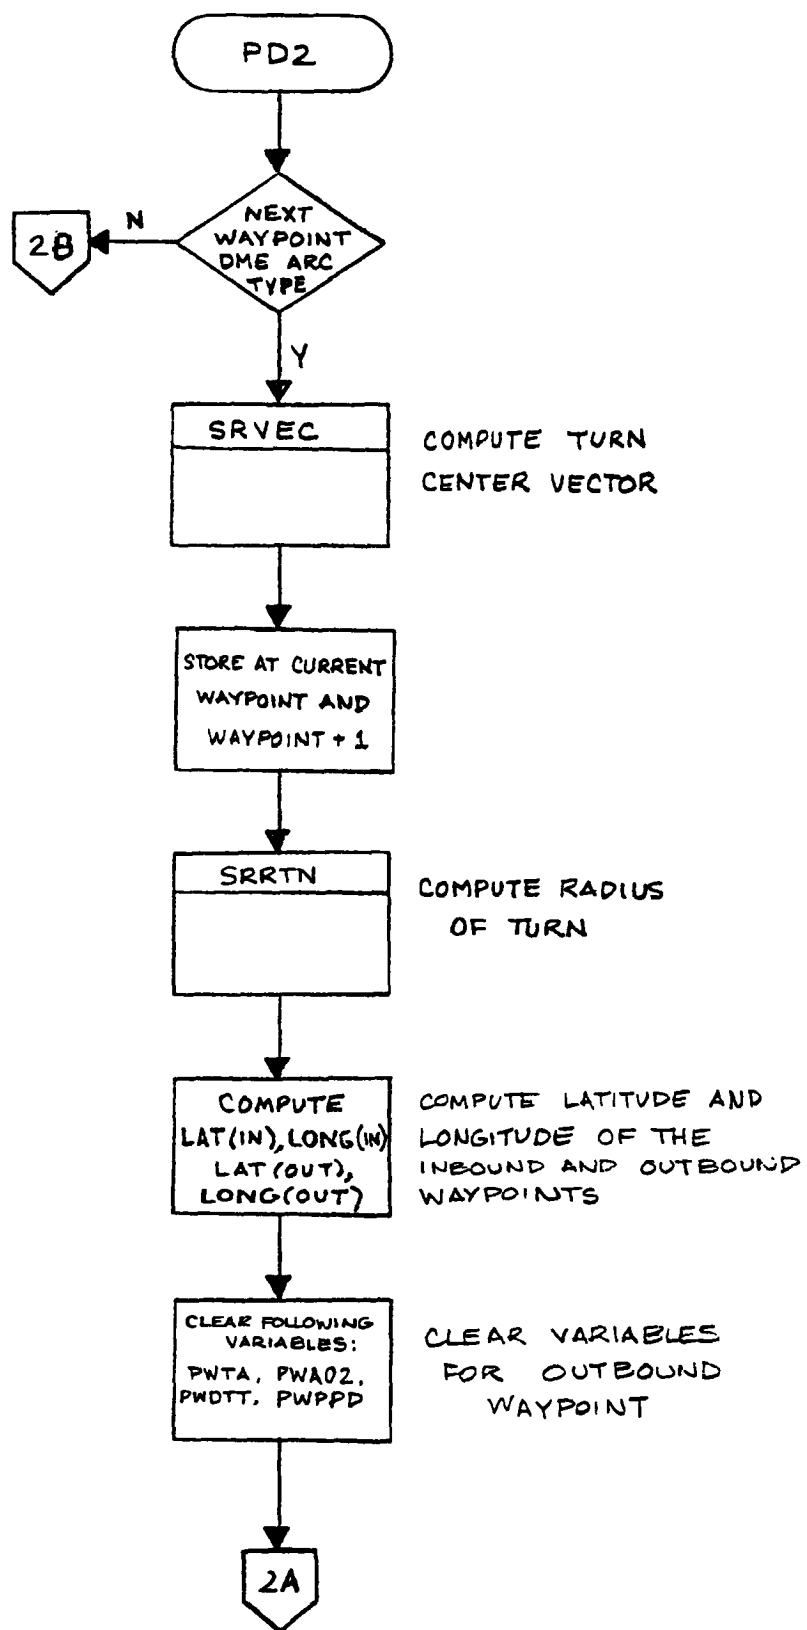 PD2
NEXT
WAYPOINT
DME ARC
TYPE
N
2B
Y
SRVEC
COMPUTE TURN
CENTER VECTOR
STORE AT CURRENT
WAYPOINT AND
WAYPOINT + 1
SRRTN
COMPUTE RADIUS
OF TURN
COMPUTE
LAT(IN), LONG(IN)
LAT(OUT),
LONG(OUT)
COMPUTE LATITUDE AND
LONGITUDE OF THE
INBOUND AND OUTBOUND
WAYPOINTS
CLEAR FOLLOWING
VARIABLES:
PWTA, PWAO2,
PWDTT, PWPPD
CLEAR VARIABLES
FOR OUTBOUND
WAYPOINT
2A